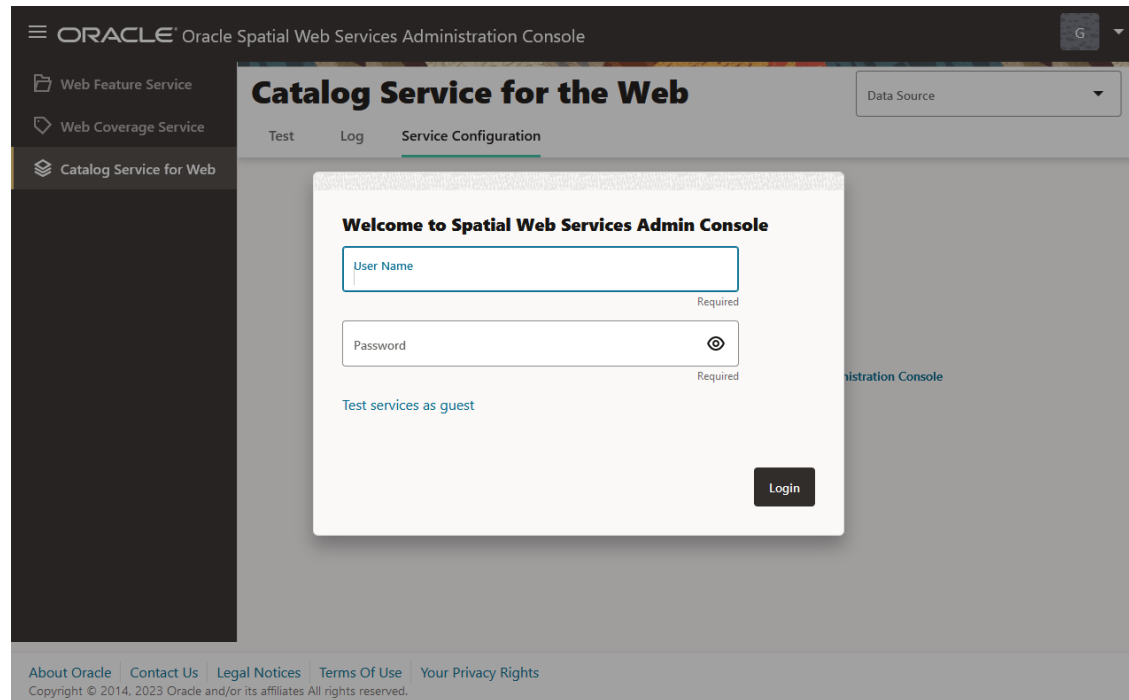 ORACLE Oracle Spatial Web Services Administration Console
G
Web Feature Service
Web Coverage Service
Catalog Service for Web
Catalog Service for the Web
Data Source
Test Log Service Configuration
Welcome to Spatial Web Services Admin Console
User Name
Required
Password
Required
nistration Console
Test services as guest
Login
About Oracle Contact Us Legal Notices Terms Of Use Your Privacy Rights
Copyright © 2014, 2023 Oracle and/or its affiliates All rights reserved.